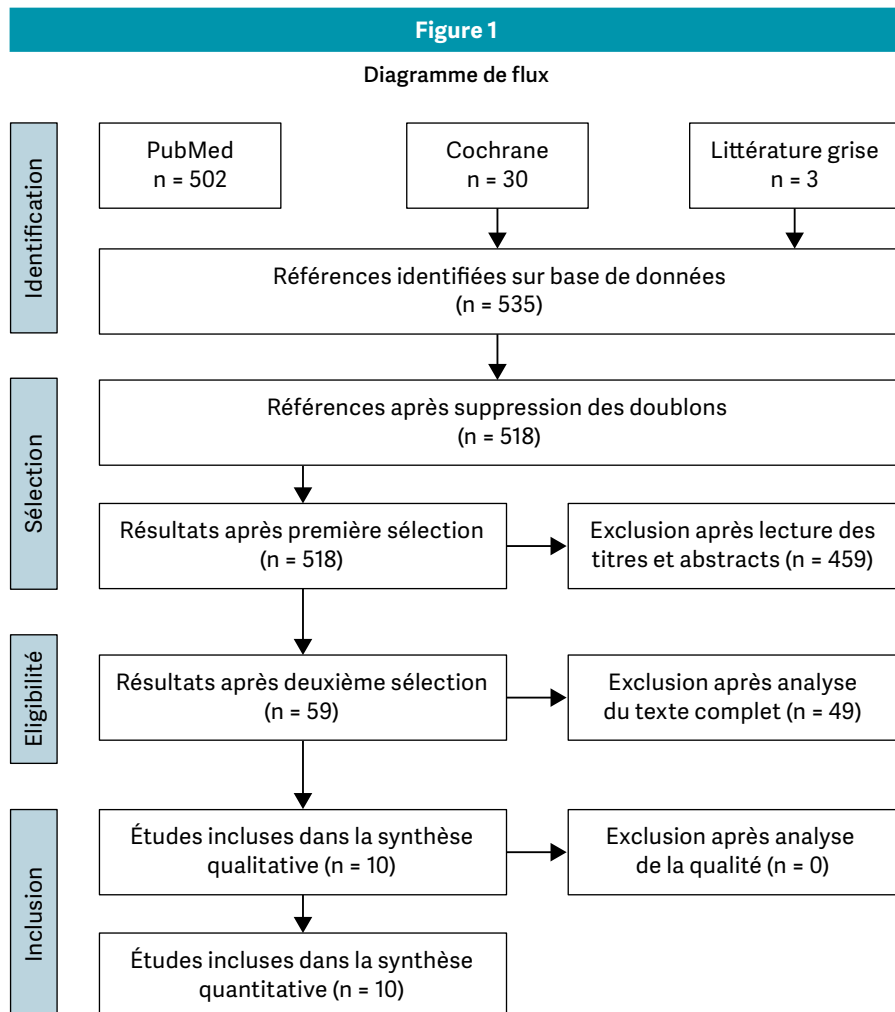 Figure 1
Diagramme de flux
Identification
PubMed
n = 502
Cochrane
n = 30
Littérature grise
n = 3
Références identifiées sur base de données
(n = 535)
Sélection
Références après suppression des doublons
(n = 518)
Résultats après première sélection
(n = 518)
Exclusion après lecture des
titres et abstracts (n = 459)
Eligibilité
Résultats après deuxième sélection
(n = 59)
Exclusion après analyse
du texte complet (n = 49)
Inclusion
Études incluses dans la synthèse
qualitative (n = 10)
Exclusion après analyse
de la qualité (n = 0)
Études incluses dans la synthèse
quantitative (n = 10)